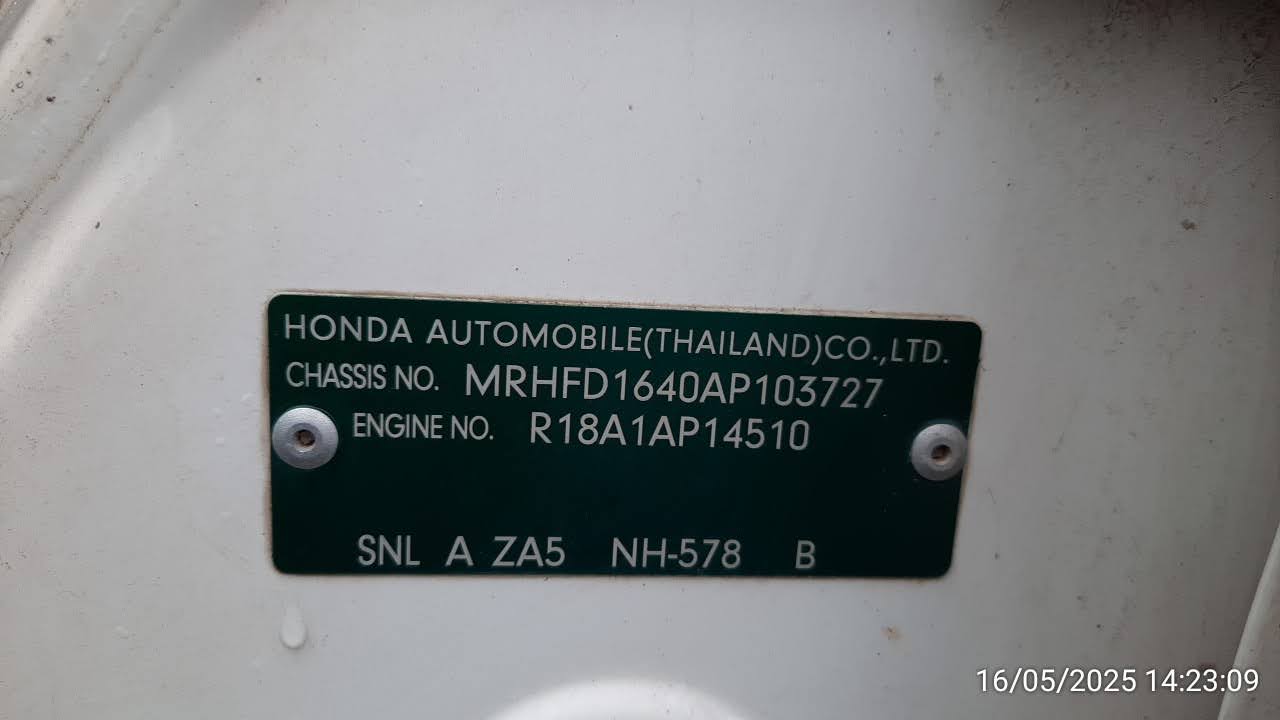 HONDA AUTOMOBILE(THAILAND)CO.,LTD.
CHASSIS NO. MRHFD1640AP103727
ENGINE NO. R18A1AP14510
SNL A ZA5 NH-578 B
16/05/2025 14:23:09